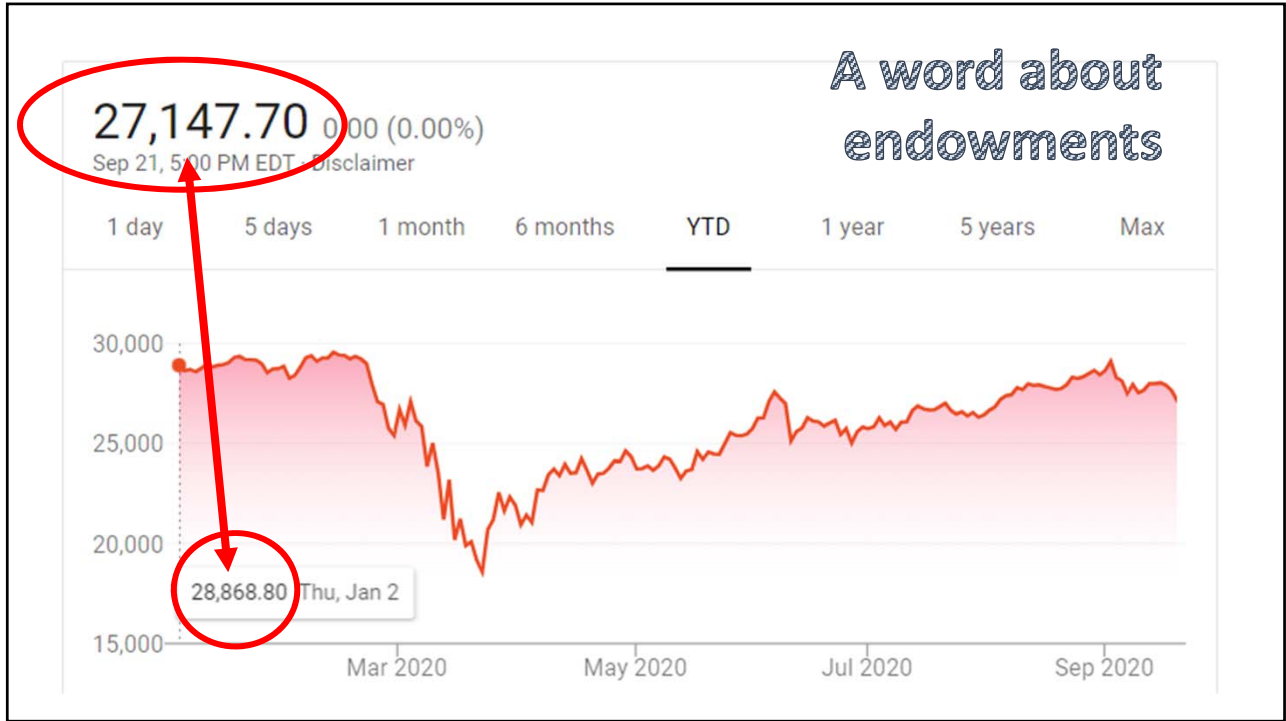 A word about
endowments
27,147.70 0.00 (0.00%)
Sep 21, 5:00 PM EDT · Disclaimer
1 day 5 days 1 month 6 months YTD 1 year 5 years Max
30,000
25,000
20,000
28,868.80 Thu, Jan 2
15,000
Mar 2020 May 2020 Jul 2020 Sep 2020